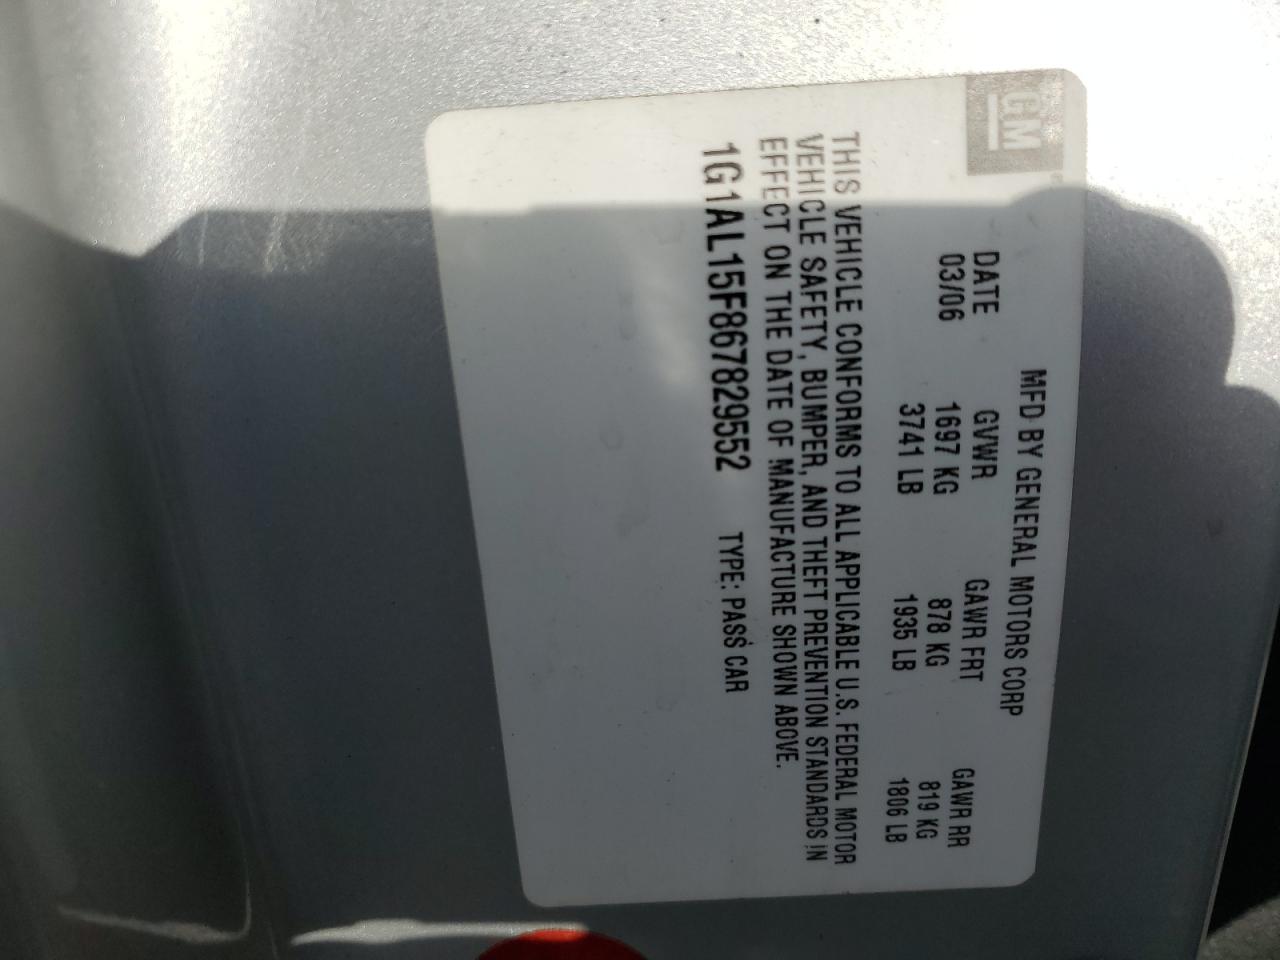 GM
MFD BY GENERAL MOTORS CORP
DATE GVWR GAWR FRT GAWR RR
03/06 1697 KG 878 KG 819 KG
3741 LB 1935 LB 1806 LB
THIS VEHICLE CONFORMS TO ALL APPLICABLE U.S. FEDERAL MOTOR
VEHICLE SAFETY, BUMPER, AND THEFT PREVENTION STANDARDS IN
EFFECT ON THE DATE OF MANUFACTURE SHOWN ABOVE.
1G1AL15F867829552 TYPE: PASS CAR